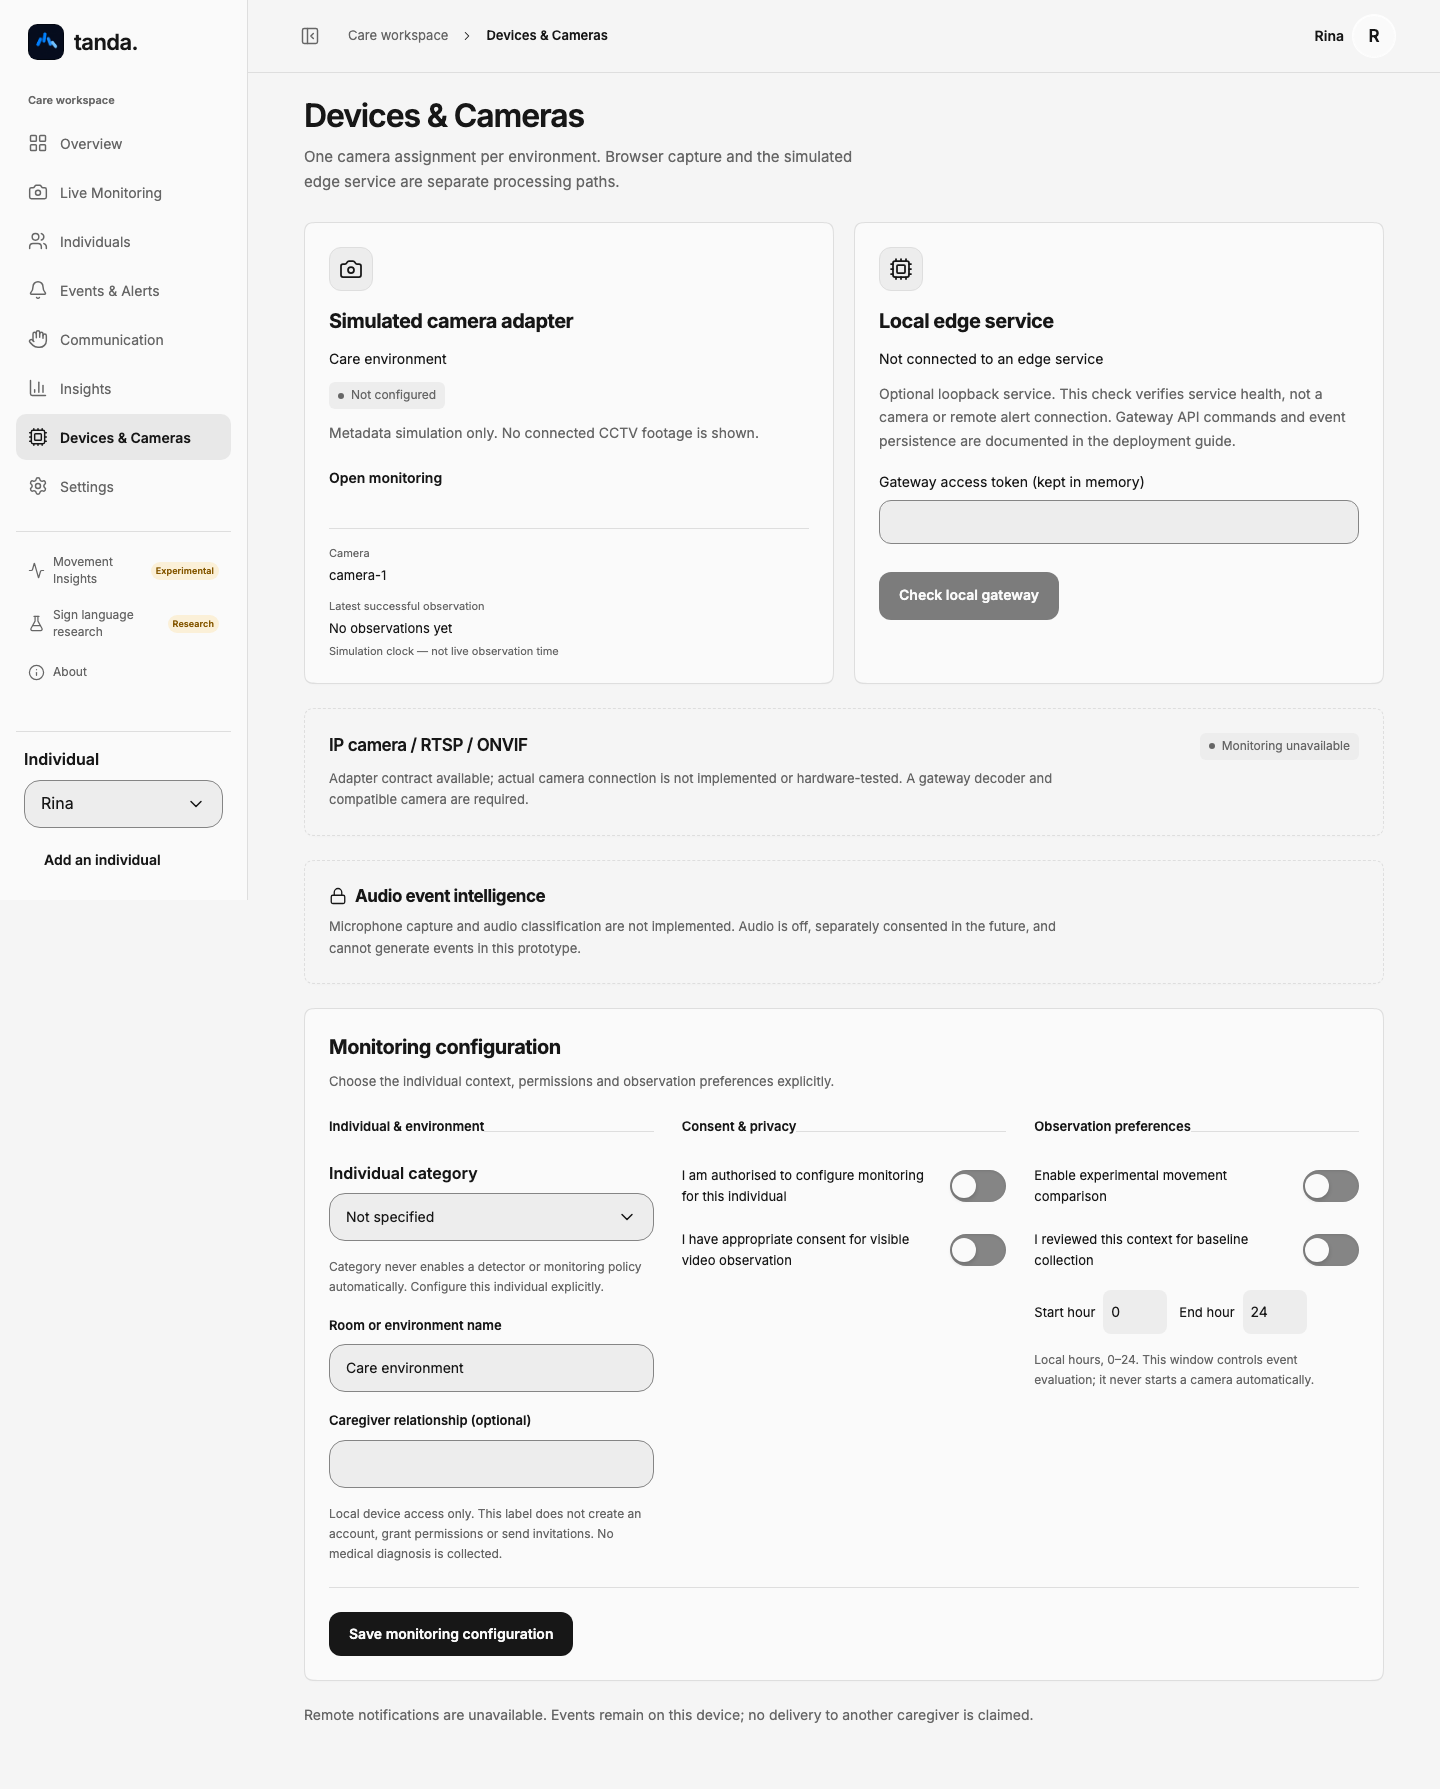 tanda.
Care workspace
Overview
Live Monitoring
Individuals
Events & Alerts
Communication
Insights
Devices & Cameras
Settings
Movement
Insights
Experimental
Sign language
research
Research
About
Individual
Rina
Add an individual
Care workspace > Devices & Cameras
Rina R
Devices & Cameras
One camera assignment per environment. Browser capture and the simulated
edge service are separate processing paths.
Simulated camera adapter
Care environment
Not configured
Metadata simulation only. No connected CCTV footage is shown.
Open monitoring
Camera
camera-1
Latest successful observation
No observations yet
Simulation clock — not live observation time
Local edge service
Not connected to an edge service
Optional loopback service. This check verifies service health, not a
camera or remote alert connection. Gateway API commands and event
persistence are documented in the deployment guide.
Gateway access token (kept in memory)
Check local gateway
IP camera / RTSP / ONVIF
Monitoring unavailable
Adapter contract available; actual camera connection is not implemented or hardware-tested. A gateway decoder and
compatible camera are required.
Audio event intelligence
Microphone capture and audio classification are not implemented. Audio is off, separately consented in the future, and
cannot generate events in this prototype.
Monitoring configuration
Choose the individual context, permissions and observation preferences explicitly.
Individual & environment
Individual category
Not specified
Category never enables a detector or monitoring policy
automatically. Configure this individual explicitly.
Room or environment name
Care environment
Caregiver relationship (optional)
Local device access only. This label does not create an
account, grant permissions or send invitations. No
medical diagnosis is collected.
Consent & privacy
I am authorised to configure monitoring
for this individual
I have appropriate consent for visible
video observation
Observation preferences
Enable experimental movement
comparison
I reviewed this context for baseline
collection
Start hour 0 End hour 24
Local hours, 0–24. This window controls event
evaluation; it never starts a camera automatically.
Save monitoring configuration
Remote notifications are unavailable. Events remain on this device; no delivery to another caregiver is claimed.